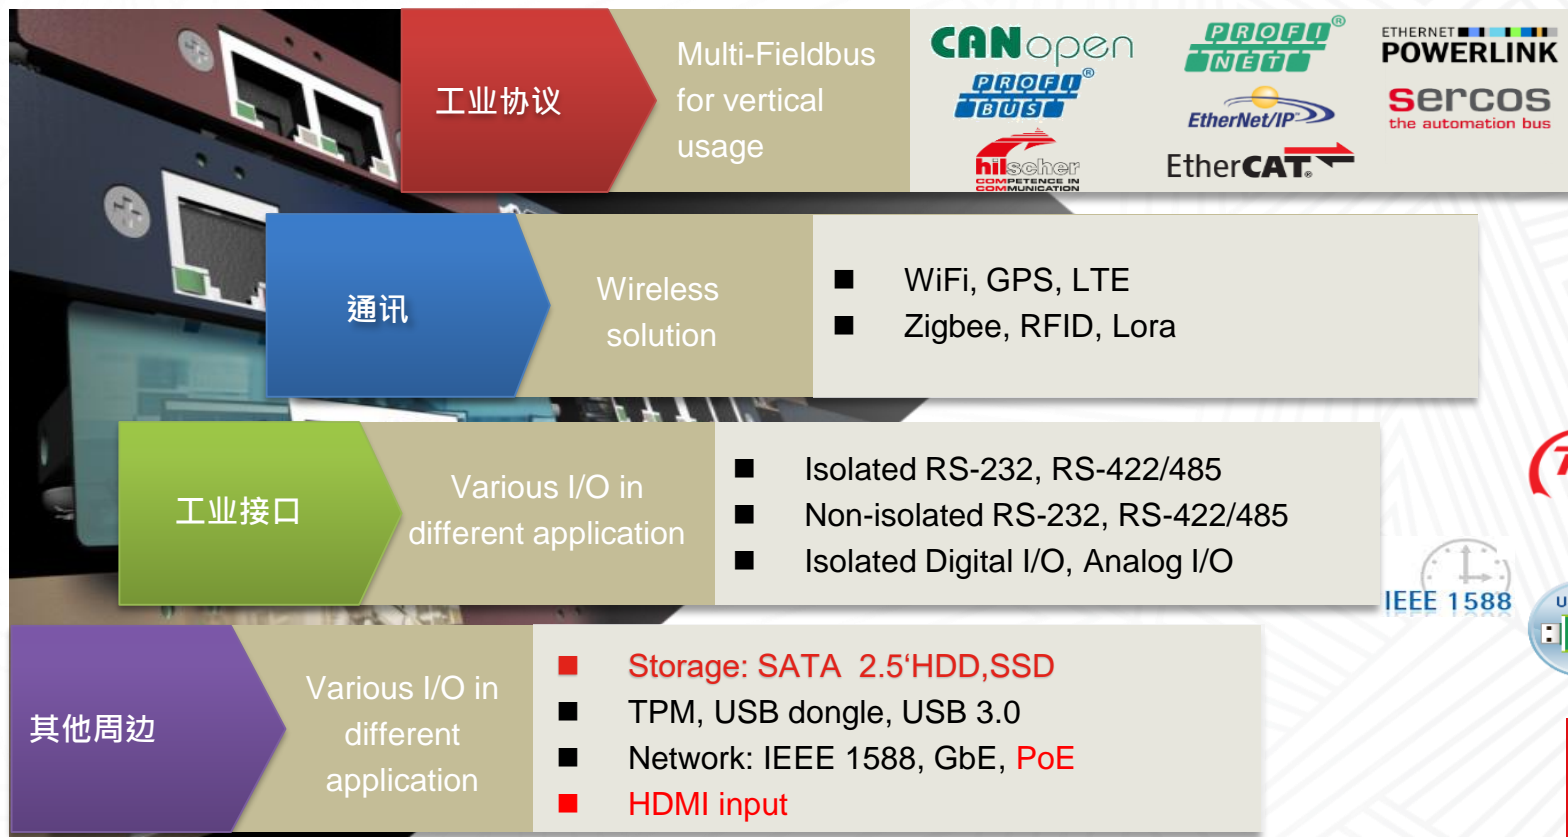 工业协议
Multi-Fieldbus
for vertical
usage
CANopen
PROFI®
NET
ETHERNET
POWERLINK
PROFI®
BUS
EtherNet/IP™
sercos
the automation bus
hilscher
COMPETENCE IN
COMMUNICATION
EtherCAT®
通讯
Wireless
solution
■ WiFi, GPS, LTE
■ Zigbee, RFID, Lora
工业接口
Various I/O in
different application
■ Isolated RS-232, RS-422/485
■ Non-isolated RS-232, RS-422/485
■ Isolated Digital I/O, Analog I/O
IEEE 1588
其他周边
Various I/O in
different
application
■ Storage: SATA 2.5‘HDD,SSD
■ TPM, USB dongle, USB 3.0
■ Network: IEEE 1588, GbE, PoE
■ HDMI input